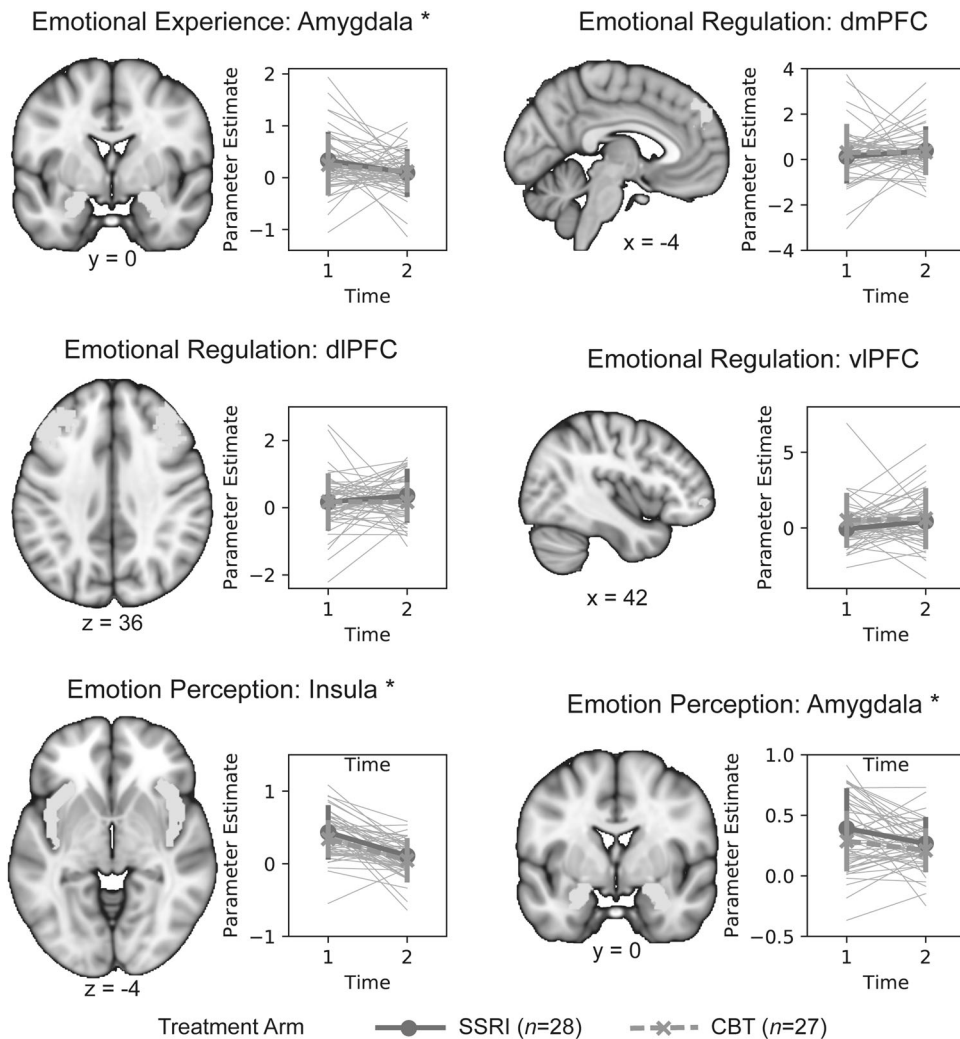 Emotional Experience: Amygdala *
Parameter Estimate
2
1
0
−1
1
2
Time
y = 0
Emotional Regulation: dmPFC
Parameter Estimate
4
2
0
−2
−4
1
2
Time
x = -4
Emotional Regulation: dlPFC
Parameter Estimate
2
0
−2
1
2
Time
z = 36
Emotional Regulation: vlPFC
Parameter Estimate
5
0
1
2
Time
x = 42
Emotion Perception: Insula *
Time
Parameter Estimate
1
0
−1
1
2
Time
z = -4
Emotion Perception: Amygdala *
Time
Parameter Estimate
1.0
0.5
0.0
−0.5
1
2
Time
y = 0
Treatment Arm SSRI (n=28) CBT (n=27)